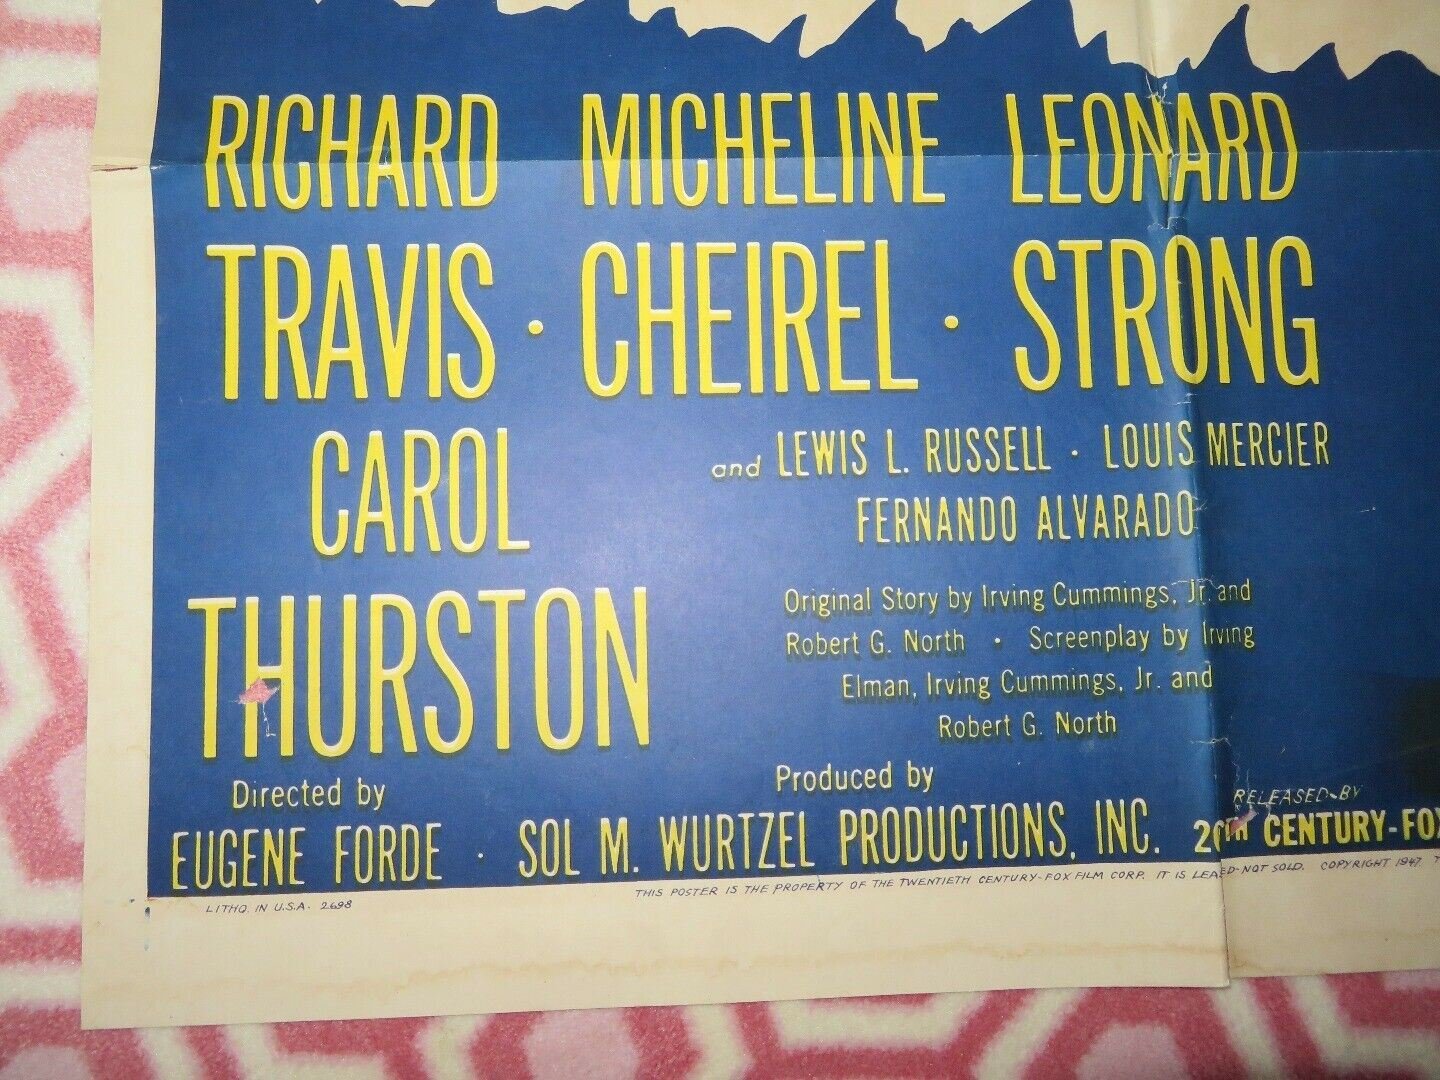 RICHARD MICHELINE LEONARD
TRAVIS · CHEIREL · STRONG
CAROL
THURSTON
and LEWIS L. RUSSELL · LOUIS MERCIER
FERNANDO ALVARADO
Original Story by Irving Cummings, Jr. and
Robert G. North • Screenplay by Irving
Elman, Irving Cummings, Jr. and
Robert G. North
Directed by
EUGENE FORDE ·
Produced by
SOL M. WURTZEL PRODUCTIONS, INC.
RELEASED BY
20TH CENTURY-FOX
LITHO. IN U.S.A. 2698
THIS POSTER IS THE PROPERTY OF THE TWENTIETH CENTURY-FOX FILM CORP. IT IS LEASED-NOT SOLD. COPYRIGHT 1947